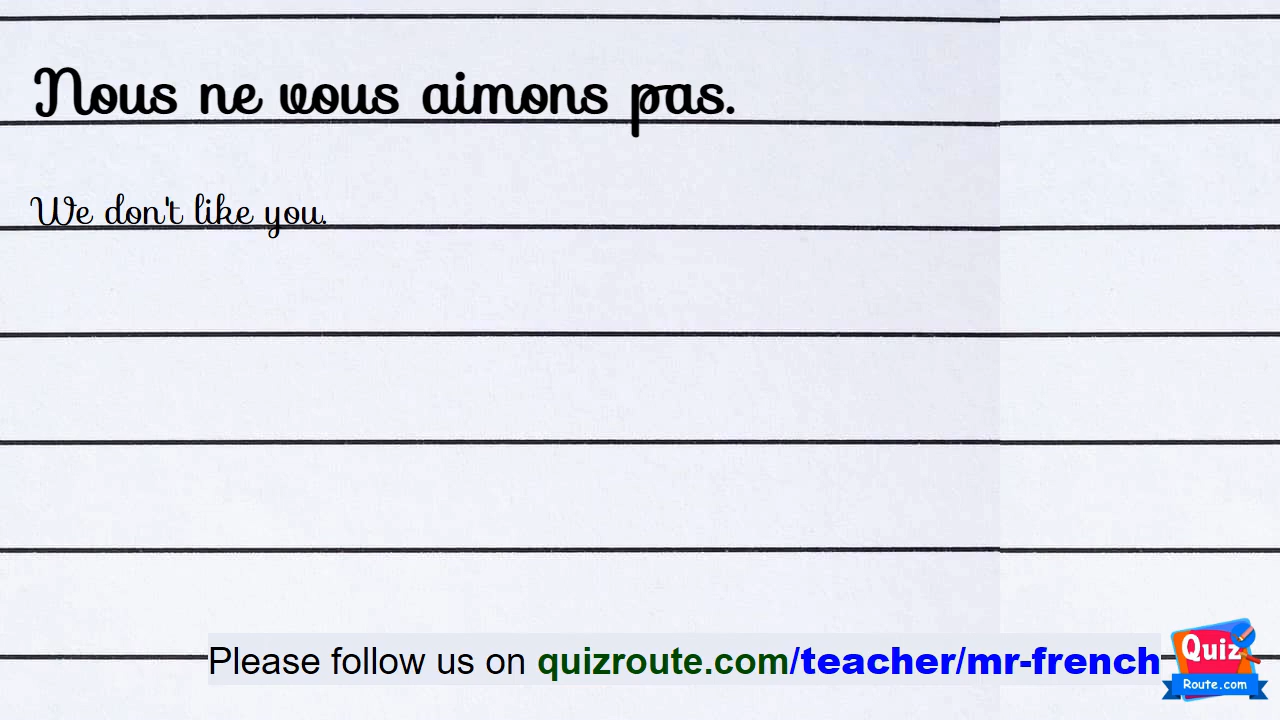 Nous ne vous aimons pas.
We don't like you.
Please follow us on quizroute.com/teacher/mr-french
Quiz
Route.com